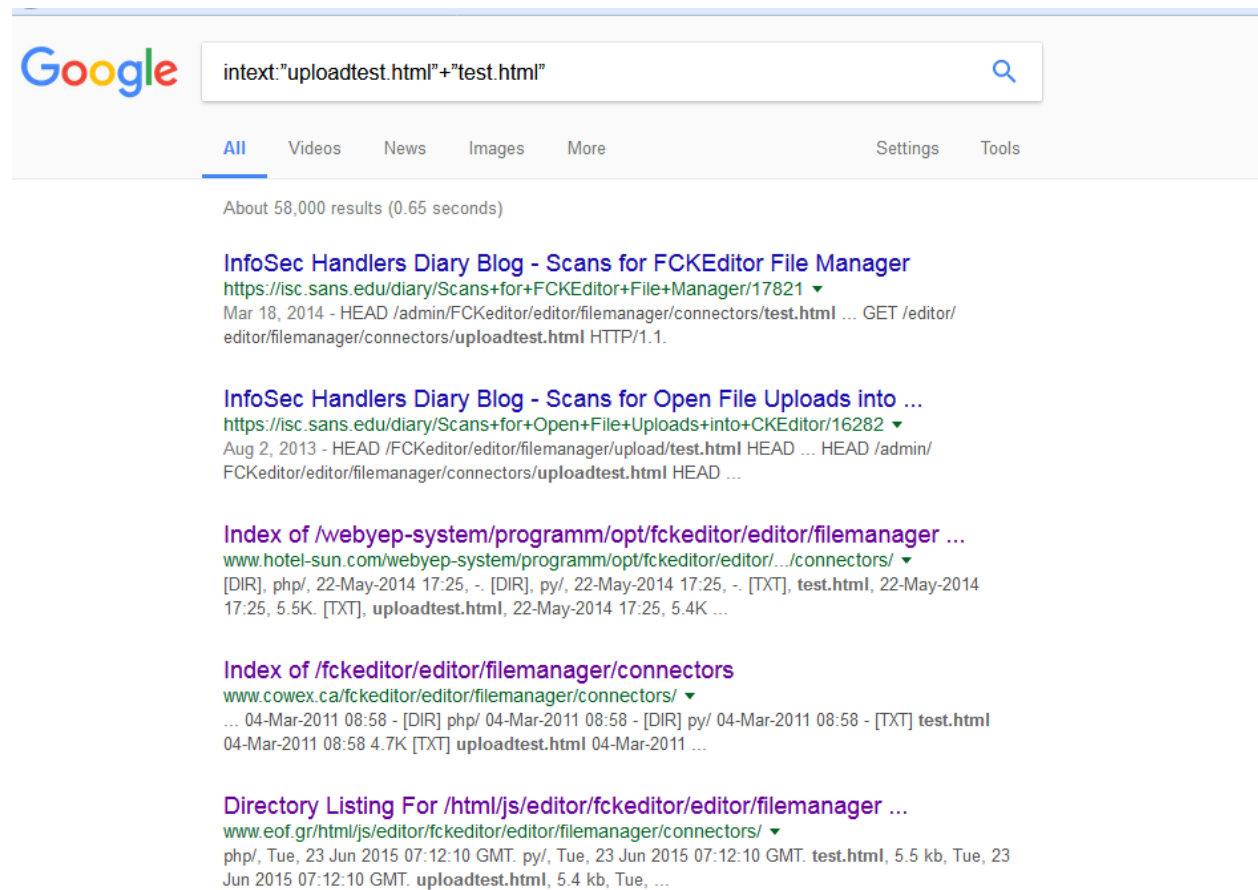 Google
intext:”uploadtest.html”+”test.html”
All Videos News Images More Settings Tools
About 58,000 results (0.65 seconds)
InfoSec Handlers Diary Blog - Scans for FCKEditor File Manager
https://isc.sans.edu/diary/Scans+for+FCKEditor+File+Manager/17821
Mar 18, 2014 - HEAD /admin/FCKeditor/editor/filemanager/connectors/test.html ... GET /editor/
editor/filemanager/connectors/uploadtest.html HTTP/1.1.
InfoSec Handlers Diary Blog - Scans for Open File Uploads into ...
https://isc.sans.edu/diary/Scans+for+Open+File+Uploads+into+CKEditor/16282
Aug 2, 2013 - HEAD /FCKeditor/editor/filemanager/upload/test.html HEAD ... HEAD /admin/
FCKeditor/editor/filemanager/connectors/uploadtest.html HEAD ...
Index of /webyep-system/programm/opt/fckeditor/editor/filemanager ...
www.hotel-sun.com/webyep-system/programm/opt/fckeditor/editor/.../connectors/
[DIR], php/, 22-May-2014 17:25, -. [DIR], py/, 22-May-2014 17:25, -. [TXT], test.html, 22-May-2014
17:25, 5.5K. [TXT], uploadtest.html, 22-May-2014 17:25, 5.4K ...
Index of /fckeditor/editor/filemanager/connectors
www.cowex.ca/fckeditor/editor/filemanager/connectors/
... 04-Mar-2011 08:58 - [DIR] php/ 04-Mar-2011 08:58 - [DIR] py/ 04-Mar-2011 08:58 - [TXT] test.html
04-Mar-2011 08:58 4.7K [TXT] uploadtest.html 04-Mar-2011 ...
Directory Listing For /html/js/editor/fckeditor/editor/filemanager ...
www.eof.gr/html/js/editor/fckeditor/editor/filemanager/connectors/
php/, Tue, 23 Jun 2015 07:12:10 GMT. py/, Tue, 23 Jun 2015 07:12:10 GMT. test.html, 5.5 kb, Tue, 23
Jun 2015 07:12:10 GMT. uploadtest.html, 5.4 kb, Tue, ...